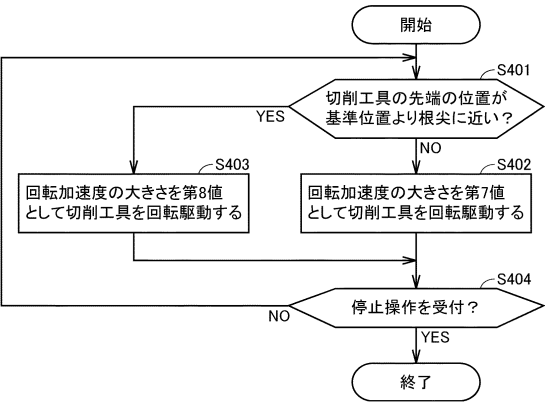 開始
S401
切削工具の先端の位置が
基準位置より根尖に近い？
YES
NO
S403
回転加速度の大きさを第8値
として切削工具を回転駆動する
S402
回転加速度の大きさを第7値
として切削工具を回転駆動する
S404
停止操作を受付？
NO
YES
終了